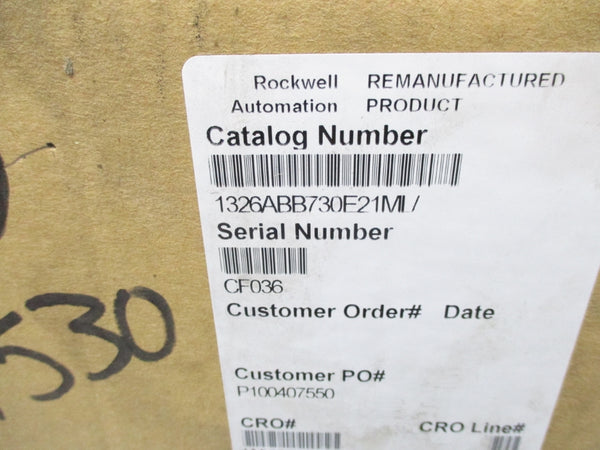 Rockwell REMANUFACTURED
Automation PRODUCT
Catalog Number
1326ABB730E21ML/
Serial Number
CF036
Customer Order# Date
Customer PO#
P100407550
CRO# CRO Line#
530